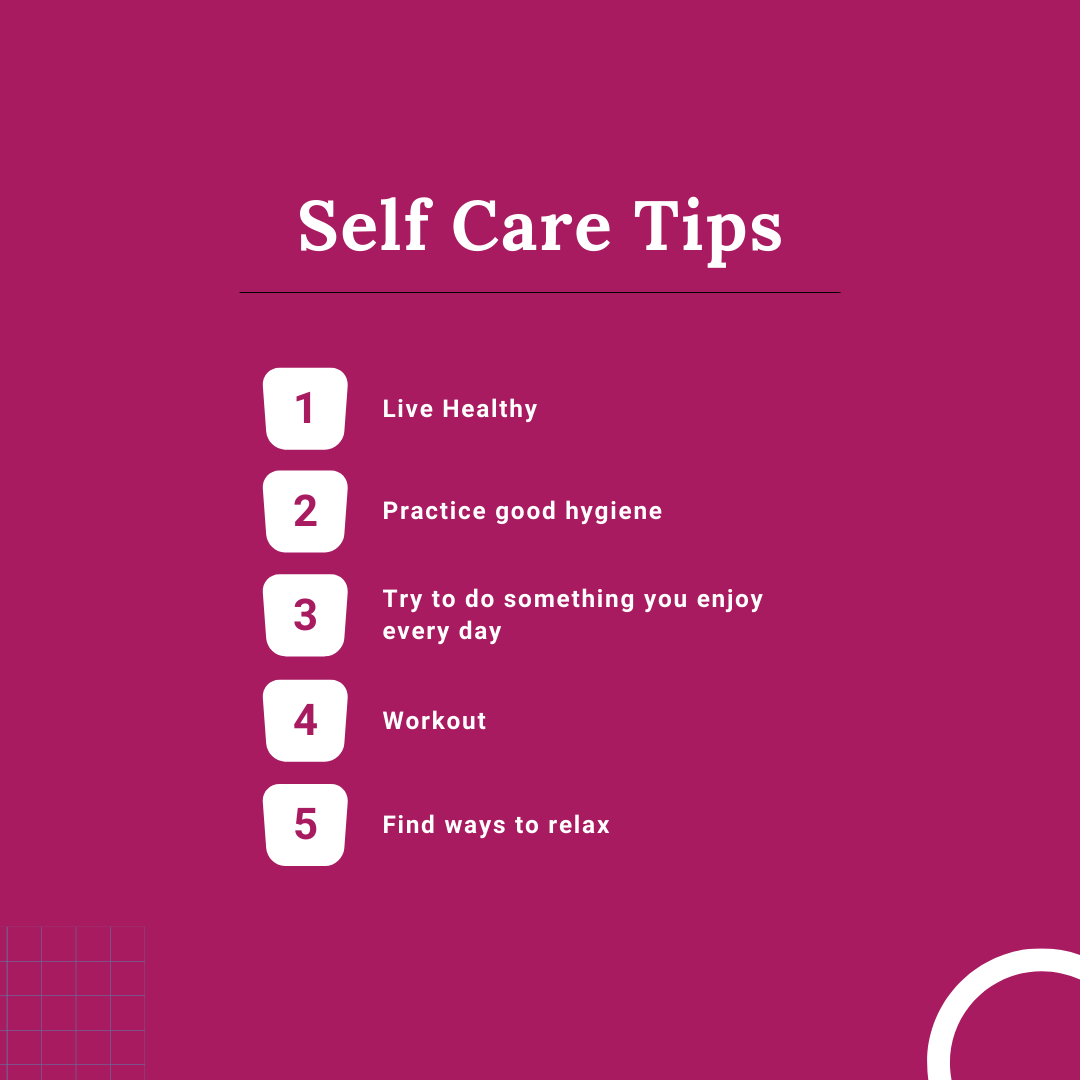 Self Care Tips
1
Live Healthy
2
Practice good hygiene
3
Try to do something you enjoy
every day
4
Workout
5
Find ways to relax